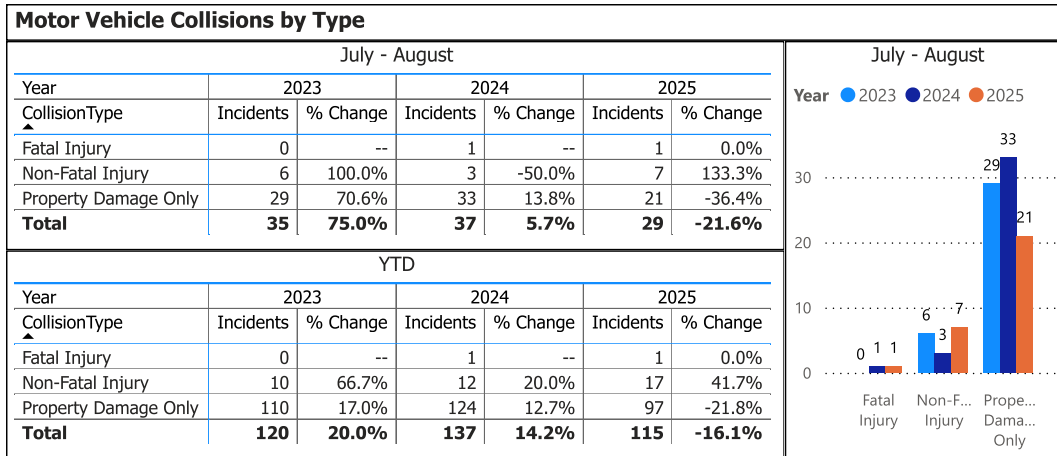 Motor Vehicle Collisions by Type
July - August
Year 2023 2024 2025
CollisionType Incidents % Change Incidents % Change Incidents % Change
Fatal Injury 0 -- 1 -- 1 0.0%
Non-Fatal Injury 6 100.0% 3 -50.0% 7 133.3%
Property Damage Only 29 70.6% 33 13.8% 21 -36.4%
Total 35 75.0% 37 5.7% 29 -21.6%
YTD
Year 2023 2024 2025
CollisionType Incidents % Change Incidents % Change Incidents % Change
Fatal Injury 0 -- 1 -- 1 0.0%
Non-Fatal Injury 10 66.7% 12 20.0% 17 41.7%
Property Damage Only 110 17.0% 124 12.7% 97 -21.8%
Total 120 20.0% 137 14.2% 115 -16.1%
July - August
Year 2023 2024 2025
33
29
30
21
20
10
6 7
3
0 1 1
0
Fatal Non-F... Prope...
Injury Injury Dama...
Only